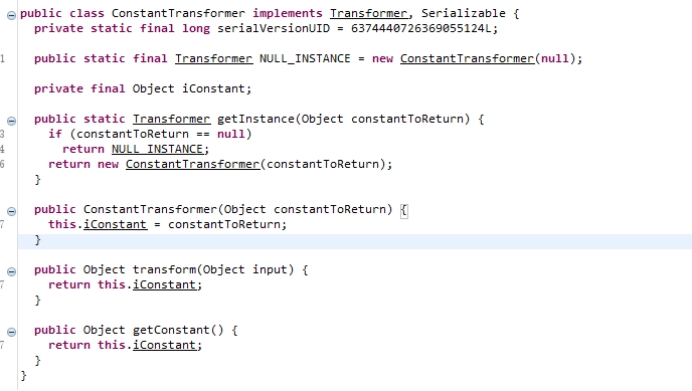 public class ConstantTransformer implements Transformer, Serializable {
private static final long serialVersionUID = 6374440726369055124L;
1 public static final Transformer NULL_INSTANCE = new ConstantTransformer(null);
private final Object iConstant;
public static Transformer getInstance(Object constantToReturn) {
3 if (constantToReturn == null)
4 return NULL_INSTANCE;
6 return new ConstantTransformer(constantToReturn);
}
public ConstantTransformer(Object constantToReturn) {
7 this.iConstant = constantToReturn;
}
public Object transform(Object input) {
7 return this.iConstant;
}
public Object getConstant() {
7 return this.iConstant;
}
}